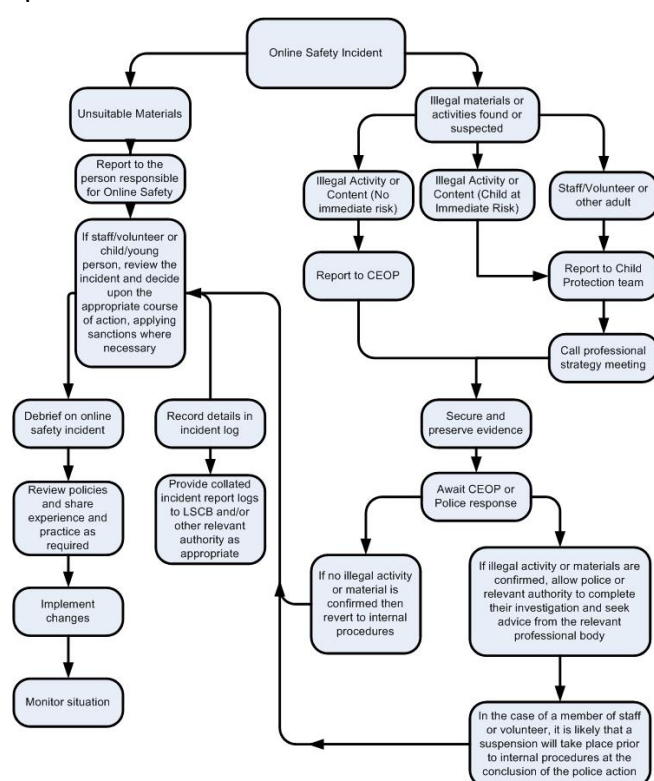 Online Safety Incident
Unsuitable Materials
Report to the
person responsible
for Online Safety
If staff/volunteer or
child/young
person, review the
incident and decide
upon the
appropriate course
of action, applying
sanctions where
necessary
Debrief on online
safety incident
Review policies
and share
experience and
practice as
required
Implement
changes
Monitor situation
Record details in
incident log
Provide collated
incident report logs
to LSCB and/or
other relevant
authority as
appropriate
Illegal materials or
activities found or
suspected
Illegal Activity or
Content (No
immediate risk)
Illegal Activity or
Content (Child at
Immediate Risk)
Staff/Volunteer or
other adult
Report to CEOP
Report to Child
Protection team
Call professional
strategy meeting
Secure and
preserve evidence
Await CEOP or
Police response
If no illegal activity
or material is
confirmed then
revert to internal
procedures
If illegal activity or materials are
confirmed, allow police or
relevant authority to complete
their investigation and seek
advice from the relevant
professional body
In the case of a member of staff
or volunteer, it is likely that a
suspension will take place prior
to internal procedures at the
conclusion of the police action